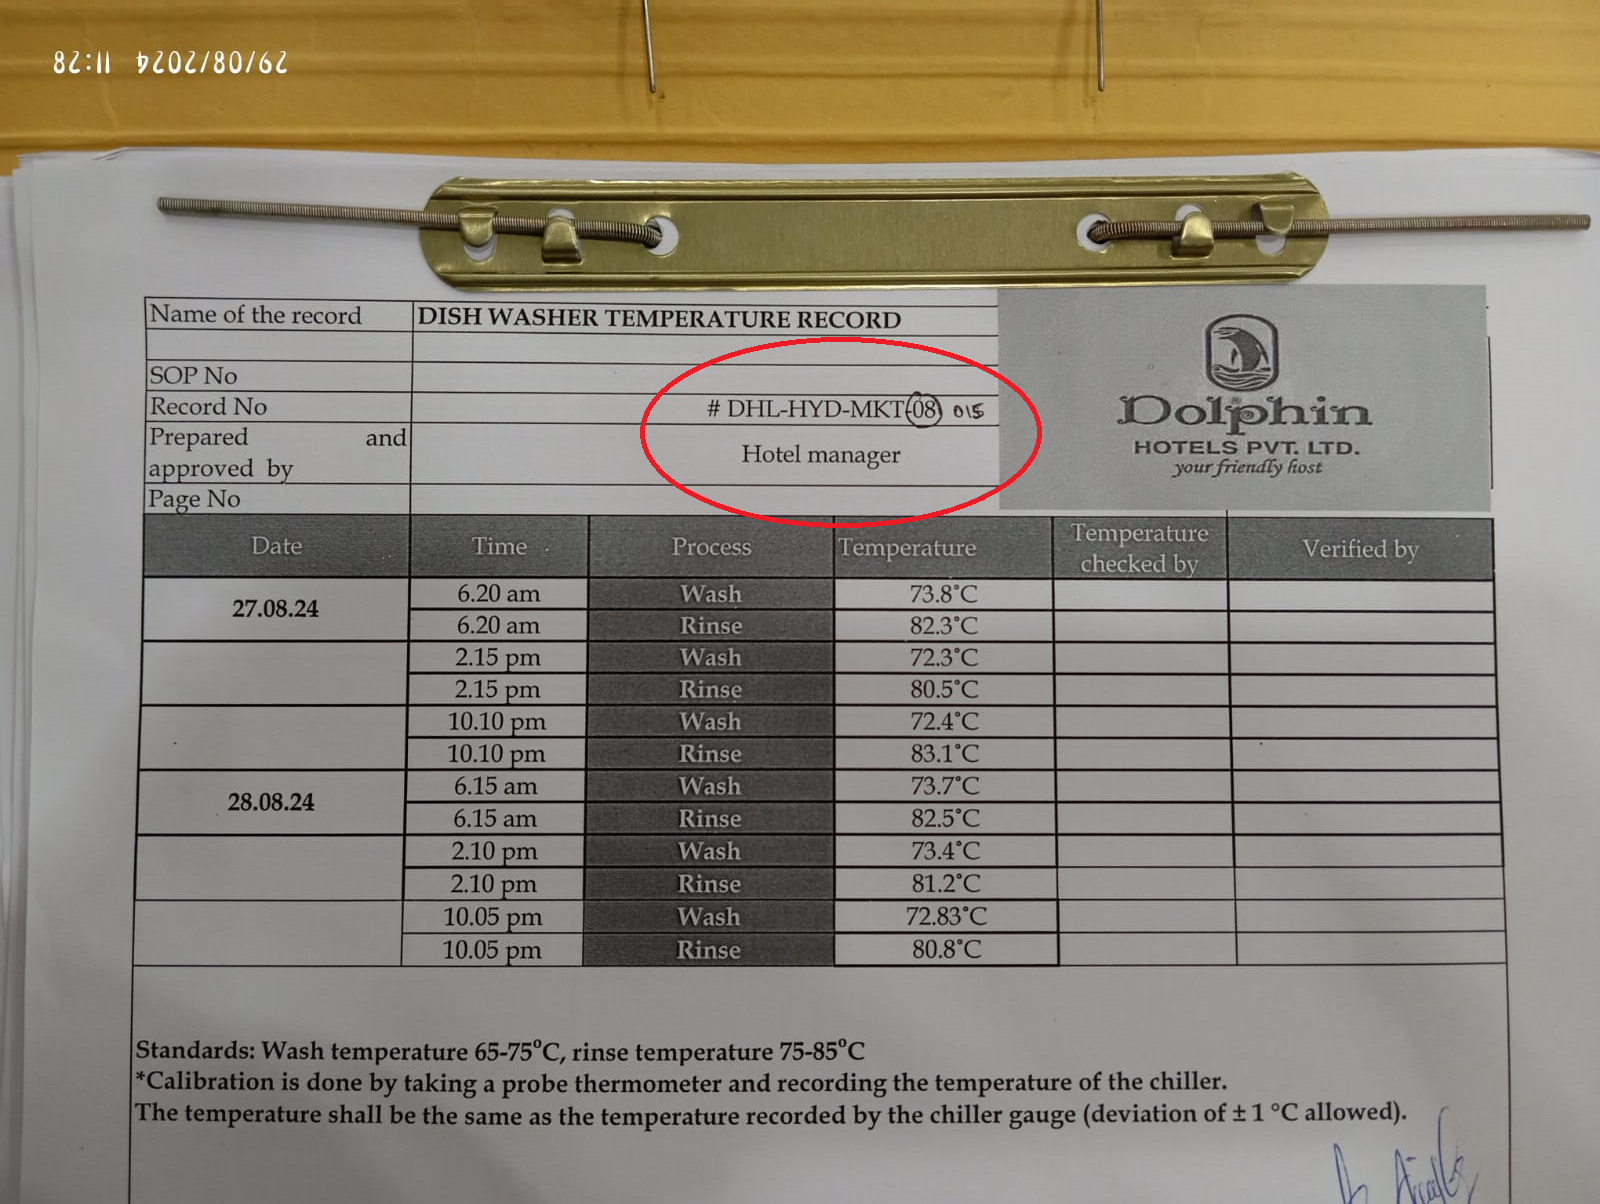 29/08/2024 11:28
Name of the record DISH WASHER TEMPERATURE RECORD
SOP No
Record No # DHL-HYD-MKT-08 015
Prepared and
approved by Hotel manager
Page No
Dolphin
HOTELS PVT. LTD.
your friendly host
Date Time Process Temperature Temperature checked by Verified by
27.08.24 6.20 am Wash 73.8°C
6.20 am Rinse 82.3°C
2.15 pm Wash 72.3°C
2.15 pm Rinse 80.5°C
10.10 pm Wash 72.4°C
10.10 pm Rinse 83.1°C
28.08.24 6.15 am Wash 73.7°C
6.15 am Rinse 82.5°C
2.10 pm Wash 73.4°C
2.10 pm Rinse 81.2°C
10.05 pm Wash 72.83°C
10.05 pm Rinse 80.8°C
Standards: Wash temperature 65-75°C, rinse temperature 75-85°C
*Calibration is done by taking a probe thermometer and recording the temperature of the chiller.
The temperature shall be the same as the temperature recorded by the chiller gauge (deviation of ± 1 °C allowed).